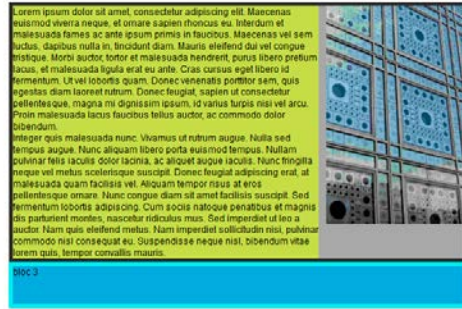 Lorem ipsum dolor sit amet, consectetur adipiscing elit. Maecenas
euismod viverra neque, et ornare sapien rhoncus eu. Interdum et
malesuada fames ac ante ipsum primis in faucibus. Maecenas vel sem
luctus, dapibus nulla in, tincidunt diam. Mauris eleifend dui vel congue
tristique. Morbi auctor, tortor et malesuada hendrerit, purus libero pretium
lacus, et malesuada ligula erat eu ante. Cras cursus eget libero id
fermentum. Ut vel lobortis quam. Donec venenatis porttitor sem, quis
egestas diam laoreet rutrum. Donec feugiat, sapien ut consectetur
pellentesque, magna mi dignissim ipsum, id varius turpis nisi vel arcu.
Proin malesuada lacus faucibus tellus auctor, ac commodo dolor
bibendum.
Integer quis malesuada nunc. Vivamus ut rutrum augue. Nulla sed
tempus augue. Nunc aliquam libero porta euismod tempus. Nullam
pulvinar felis iaculis dolor lacinia, ac aliquet augue iaculis. Nunc fringilla
neque vel metus scelerisque suscipit. Donec feugiat adipiscing erat, at
malesuada quam facilisis vel. Aliquam tempor risus at eros
pellentesque ornare. Nunc congue diam sit amet facilisis suscipit. Sed
fermentum lobortis adipiscing. Cum sociis natoque penatibus et magnis
dis parturient montes, nascetur ridiculus mus. Sed imperdiet ut leo a
auctor. Nam quis eleifend metus. Nam imperdiet sollicitudin nisi, pulvinar
commodo nisl consequat eu. Suspendisse neque nisl, bibendum vitae
lorem quis, tempor convallis mauris.
bloc 3